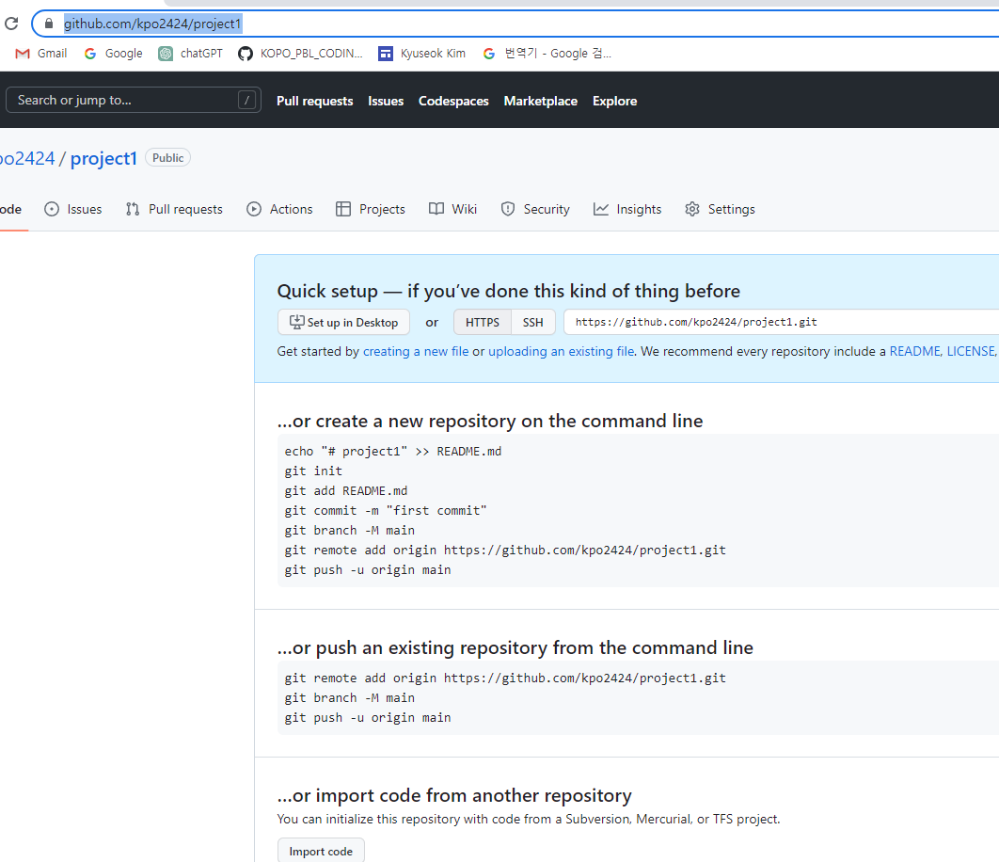 github.com/kpo2424/project1
Gmail Google chatGPT KOPO_PBL_CODIN... Kyuseok Kim 번역기 - Google 검...
Search or jump to... / Pull requests Issues Codespaces Marketplace Explore
po2424 / project1 Public
ode Issues Pull requests Actions Projects Wiki Security Insights Settings
Quick setup — if you’ve done this kind of thing before
Set up in Desktop or HTTPS SSH https://github.com/kpo2424/project1.git
Get started by creating a new file or uploading an existing file. We recommend every repository include a README, LICENSE,
…or create a new repository on the command line
echo "# project1" >> README.md
git init
git add README.md
git commit -m "first commit"
git branch -M main
git remote add origin https://github.com/kpo2424/project1.git
git push -u origin main
…or push an existing repository from the command line
git remote add origin https://github.com/kpo2424/project1.git
git branch -M main
git push -u origin main
…or import code from another repository
You can initialize this repository with code from a Subversion, Mercurial, or TFS project.
Import code